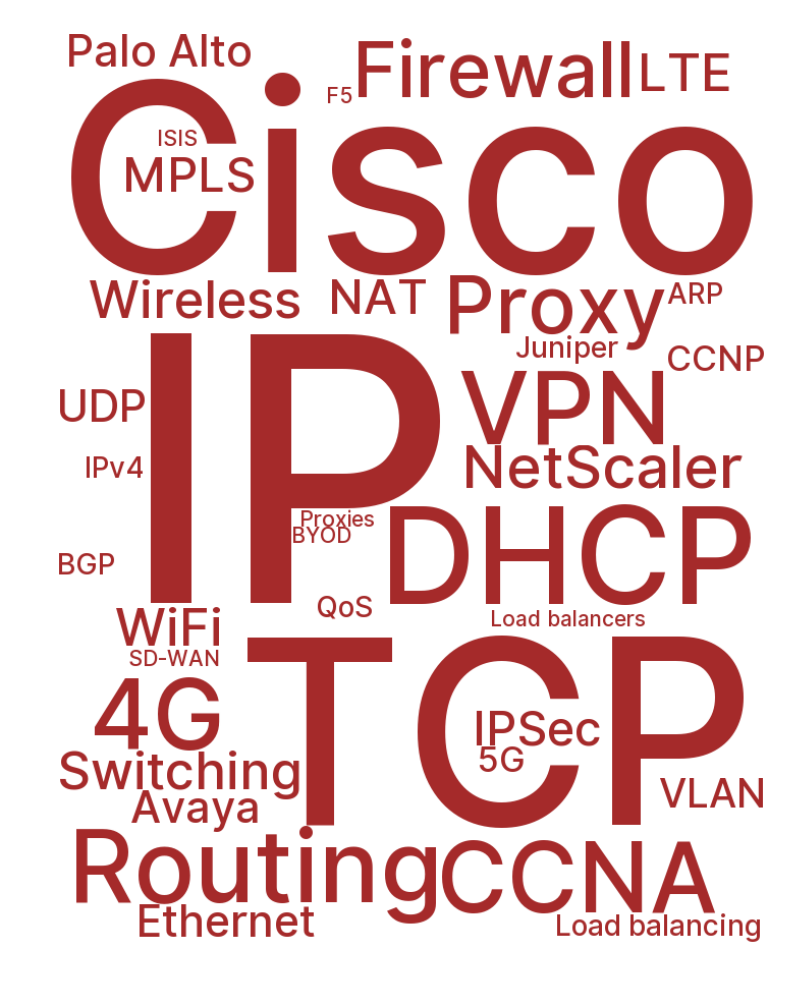 Palo Alto
Firewall
LTE
F5
Cisco
ISIS
MPLS
Wireless
NAT
Proxy
ARP
Juniper
CCNP
UDP
IP
VPN
IPv4
NetScaler
Proxies
BYOD
DHCP
BGP
QoS
WiFi
Load balancers
SD-WAN
TCP
4G
IPSec
5G
Switching
VLAN
Avaya
Routing
CCNA
Ethernet
Load balancing